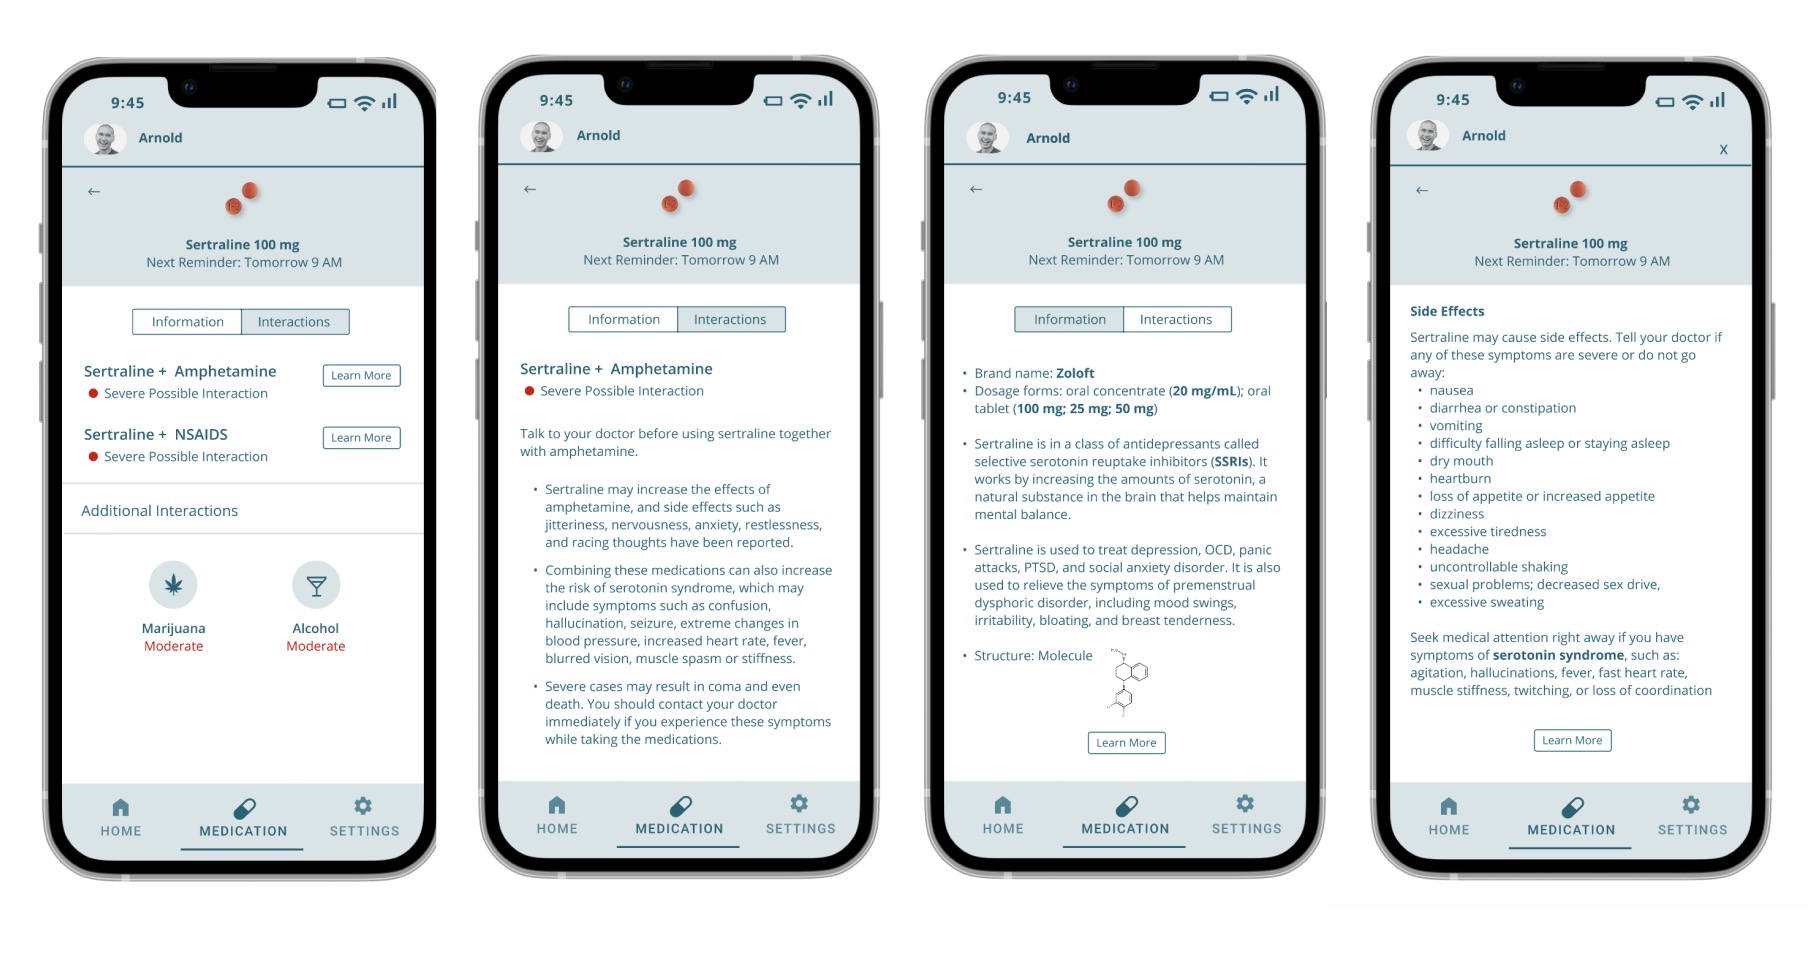 9:45
Arnold
←
Sertraline 100 mg
Next Reminder: Tomorrow 9 AM
Information
Interactions
Sertraline + Amphetamine
Learn More
Severe Possible Interaction
Sertraline + NSAIDS
Learn More
Severe Possible Interaction
Additional Interactions
Marijuana
Moderate
Alcohol
Moderate
HOME
MEDICATION
SETTINGS
9:45
Arnold
←
Sertraline 100 mg
Next Reminder: Tomorrow 9 AM
Information
Interactions
Sertraline + Amphetamine
Severe Possible Interaction
Talk to your doctor before using sertraline together
with amphetamine.
• Sertraline may increase the effects of
amphetamine, and side effects such as
jitteriness, nervousness, anxiety, restlessness,
and racing thoughts have been reported.
• Combining these medications can also increase
the risk of serotonin syndrome, which may
include symptoms such as confusion,
hallucination, seizure, extreme changes in
blood pressure, increased heart rate, fever,
blurred vision, muscle spasm or stiffness.
• Severe cases may result in coma and even
death. You should contact your doctor
immediately if you experience these symptoms
while taking the medications.
HOME
MEDICATION
SETTINGS
9:45
Arnold
←
Sertraline 100 mg
Next Reminder: Tomorrow 9 AM
Information
Interactions
• Brand name: Zoloft
• Dosage forms: oral concentrate (20 mg/mL); oral
tablet (100 mg; 25 mg; 50 mg)
• Sertraline is in a class of antidepressants called
selective serotonin reuptake inhibitors (SSRIs). It
works by increasing the amounts of serotonin, a
natural substance in the brain that helps maintain
mental balance.
• Sertraline is used to treat depression, OCD, panic
attacks, PTSD, and social anxiety disorder. It is also
used to relieve the symptoms of premenstrual
dysphoric disorder, including mood swings,
irritability, bloating, and breast tenderness.
• Structure: Molecule
Learn More
HOME
MEDICATION
SETTINGS
9:45
Arnold
X
←
Sertraline 100 mg
Next Reminder: Tomorrow 9 AM
Side Effects
Sertraline may cause side effects. Tell your doctor if
any of these symptoms are severe or do not go
away:
• nausea
• diarrhea or constipation
• vomiting
• difficulty falling asleep or staying asleep
• dry mouth
• heartburn
• loss of appetite or increased appetite
• dizziness
• excessive tiredness
• headache
• uncontrollable shaking
• sexual problems; decreased sex drive,
• excessive sweating
Seek medical attention right away if you have
symptoms of serotonin syndrome, such as:
agitation, hallucinations, fever, fast heart rate,
muscle stiffness, twitching, or loss of coordination
Learn More
HOME
MEDICATION
SETTINGS